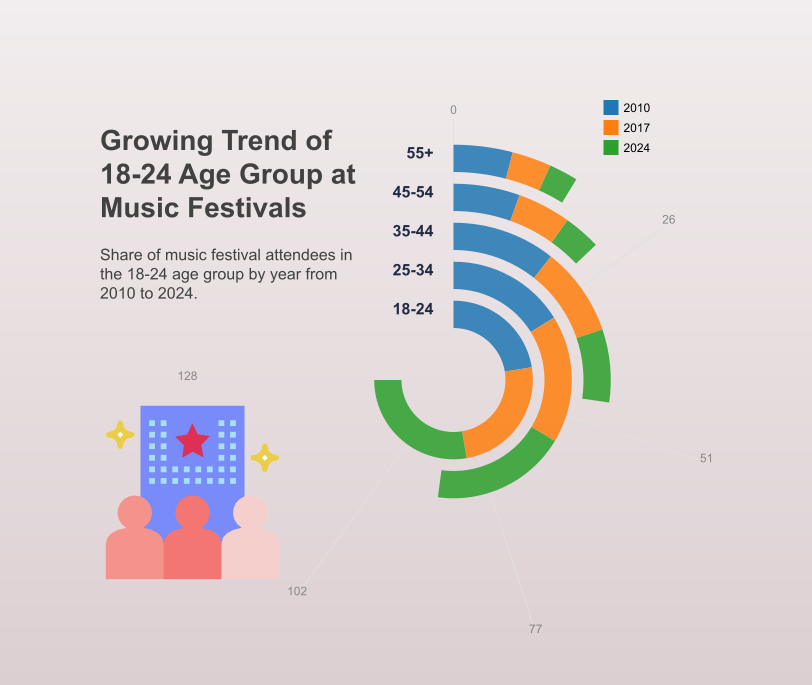 Growing Trend of
18-24 Age Group at
Music Festivals
Share of music festival attendees in
the 18-24 age group by year from
2010 to 2024.
0
26
51
77
102
128
55+
45-54
35-44
25-34
18-24
2010
2017
2024